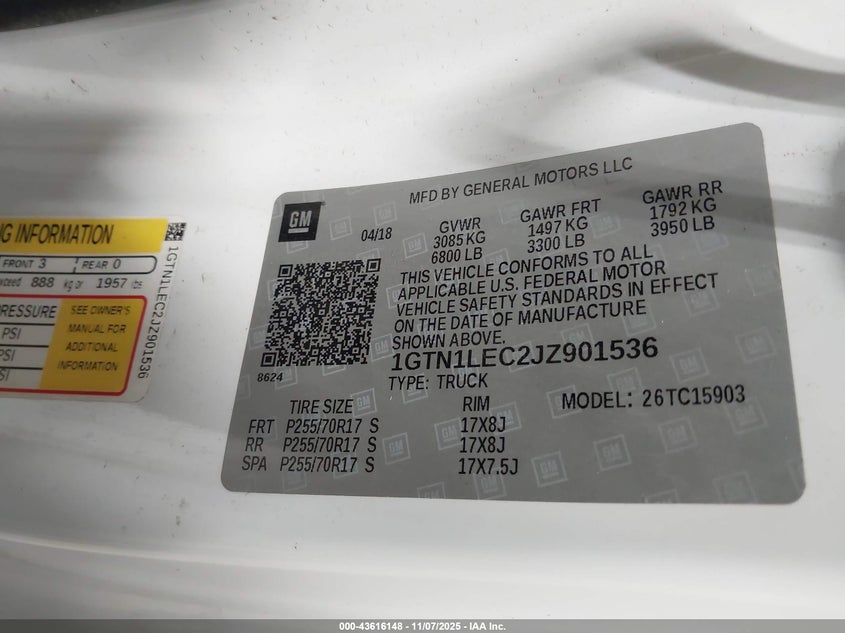 G INFORMATION
FRONT 3 REAR 0
xceed 888 kg or 1957 lbs
PRESSURE
PSI
PSI
SEE OWNER'S
MANUAL FOR
ADDITIONAL
INFORMATION
1GTN1LEC2JZ901536
MFD BY GENERAL MOTORS LLC
GM
04/18
GVWR GAWR FRT GAWR RR
3085 KG 1497 KG 1792 KG
6800 LB 3300 LB 3950 LB
THIS VEHICLE CONFORMS TO ALL
APPLICABLE U.S. FEDERAL MOTOR
VEHICLE SAFETY STANDARDS IN EFFECT
ON THE DATE OF MANUFACTURE
SHOWN ABOVE.
8624
1GTN1LEC2JZ901536
TYPE: TRUCK
MODEL: 26TC15903
TIRE SIZE RIM
FRT P255/70R17 S 17X8J
RR P255/70R17 S 17X8J
SPA P255/70R17 S 17X7.5J
000-43616148 - 11/07/2025 - IAA Inc.